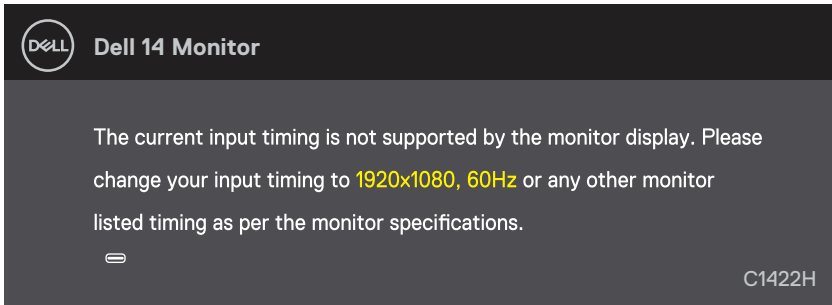 DELL Dell 14 Monitor
The current input timing is not supported by the monitor display. Please
change your input timing to 1920x1080, 60Hz or any other monitor
listed timing as per the monitor specifications.
C1422H